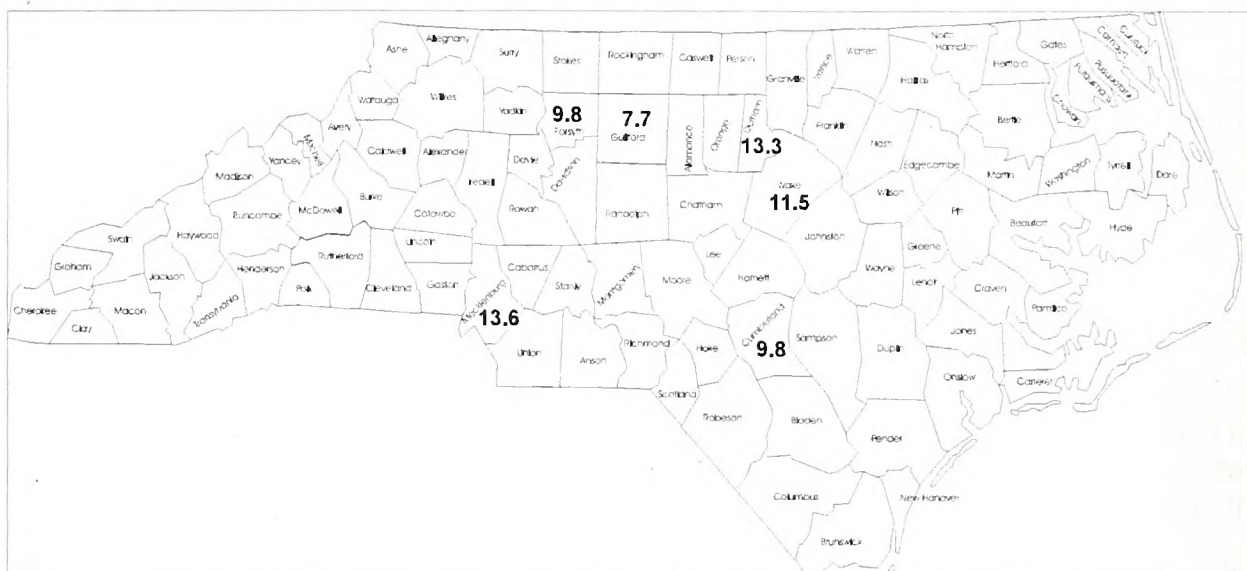 Ashe
Alleghany
Surry
Stokes
Rockingham
Caswell
Person
Granville
Vance
Warren
North Hampton
Halifax
Hertford
Gates
Camden
Currituck
Pasquotank
Perquimans
Chowan
Bertie
Watauga
Wilkes
Yadkin
9.8
Forsyth
7.7
Guilford
Alamance
Orange
Durham
13.3
Franklin
Nash
Edgecombe
Martin
Washington
Tyrrell
Dare
Avery
Mitchell
Yancey
Madison
Caldwell
Alexander
Iredell
Davie
Davidson
Wake
11.5
Wilson
Pitt
Beaufort
Hyde
Burke
McDowell
Buncombe
Haywood
Swain
Graham
Catawba
Rowan
Randolph
Chatham
Johnston
Greene
Lincoln
Rutherford
Henderson
Jackson
Cherokee
Clay
Macon
Transylvania
Polk
Cleveland
Gaston
Mecklenburg
13.6
Cabarrus
Stanly
Montgomery
Moore
Lee
Harnett
Wayne
Lenoir
Craven
Pamlico
Jones
Union
Anson
Richmond
Hoke
Cumberland
9.8
Sampson
Duplin
Onslow
Carteret
Scotland
Robeson
Bladen
Pender
Columbus
New Hanover
Brunswick